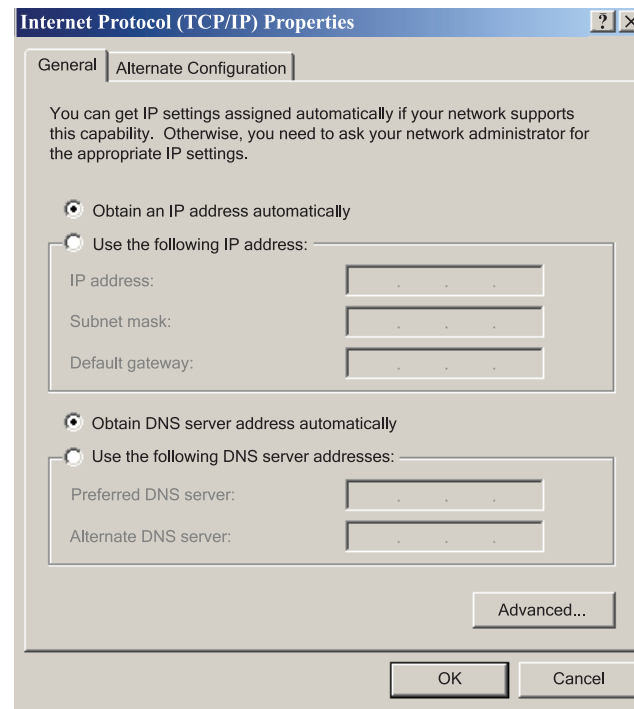 Internet Protocol (TCP/IP) Properties ? X
General Alternate Configuration
You can get IP settings assigned automatically if your network supports
this capability. Otherwise, you need to ask your network administrator for
the appropriate IP settings.
Obtain an IP address automatically
Use the following IP address:
IP address: . . .
Subnet mask: . . .
Default gateway: . . .
Obtain DNS server address automatically
Use the following DNS server addresses:
Preferred DNS server: . . .
Alternate DNS server: . . .
Advanced...
OK Cancel